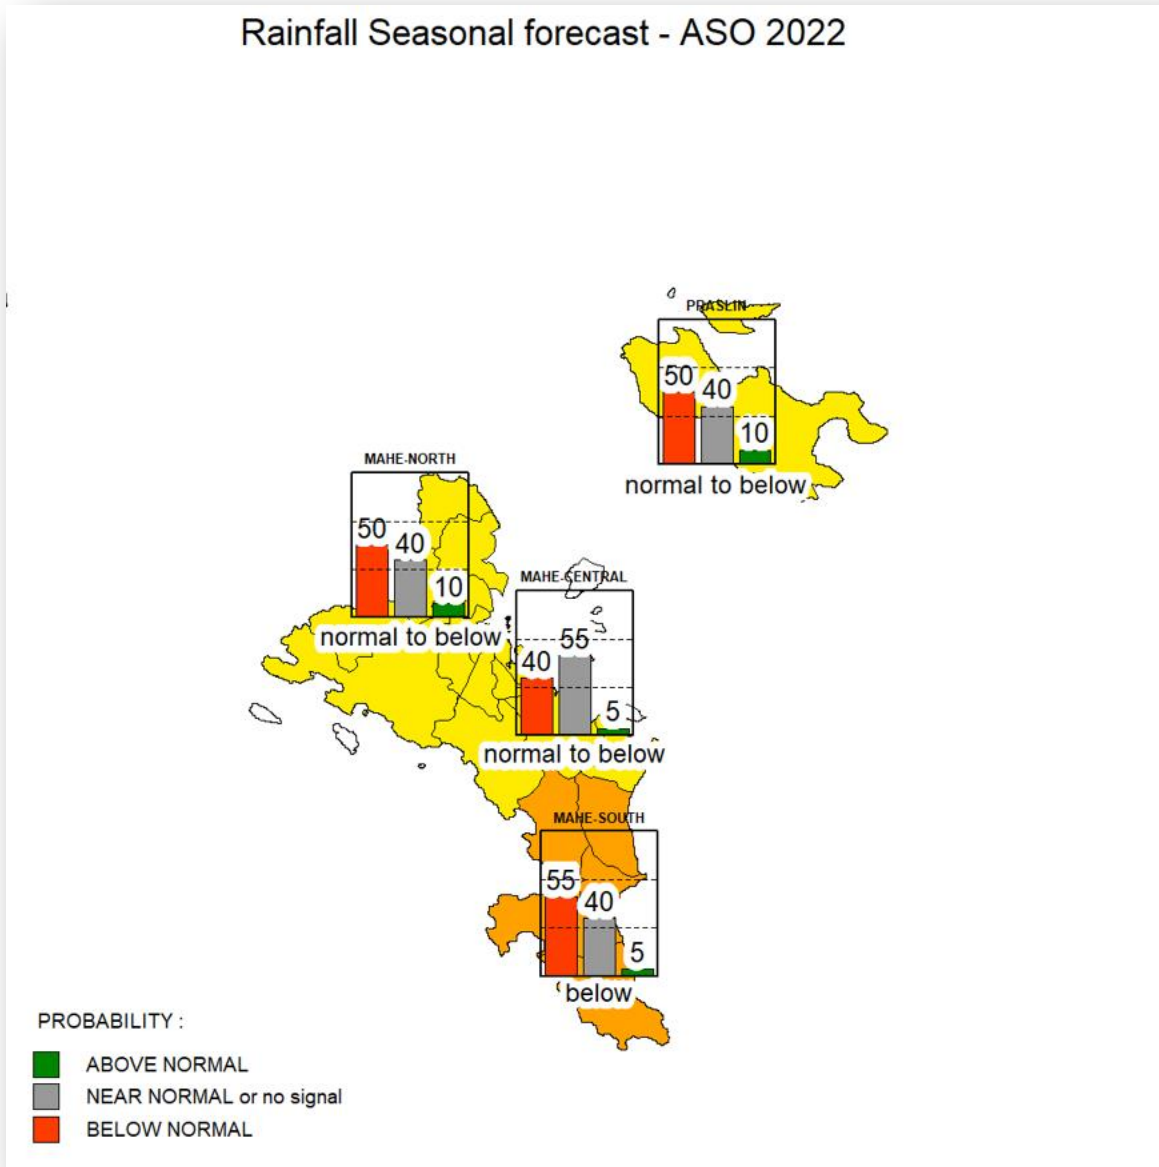 Rainfall Seasonal forecast - ASO 2022
PRASLIN
50
40
10
normal to below
MAHE-NORTH
50
40
10
normal to below
MAHE-CENTRAL
40
55
5
normal to below
MAHE-SOUTH
55
40
5
below
PROBABILITY :
ABOVE NORMAL
NEAR NORMAL or no signal
BELOW NORMAL